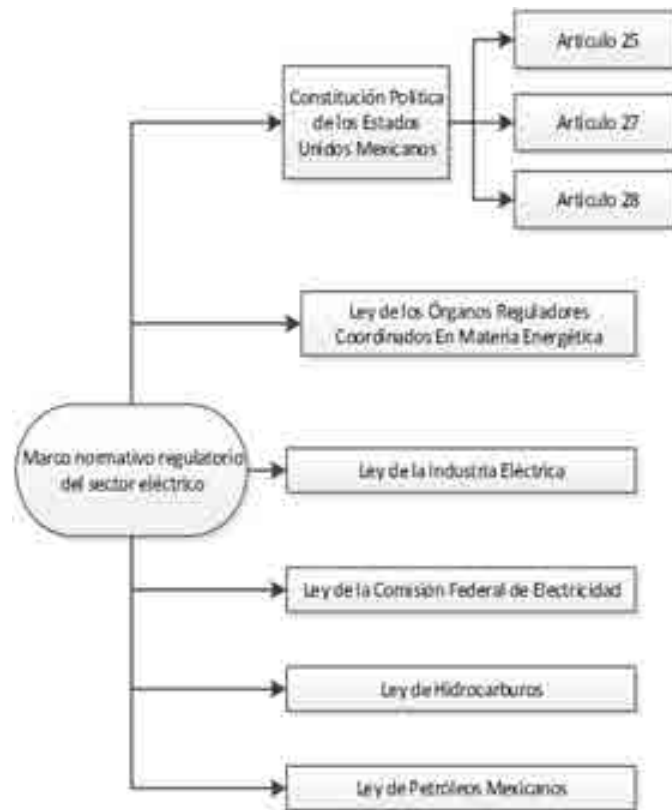 Artículo 25
Constitución Política
de los Estados
Unidos Mexicanos
Artículo 27
Artículo 28
Ley de los Órganos Reguladores
Coordinados En Materia Energética
Marco normativo regulatorio
del sector eléctrico
Ley de la Industria Eléctrica
Ley de la Comisión Federal de Electricidad
Ley de Hidrocarburos
Ley de Petróleos Mexicanos